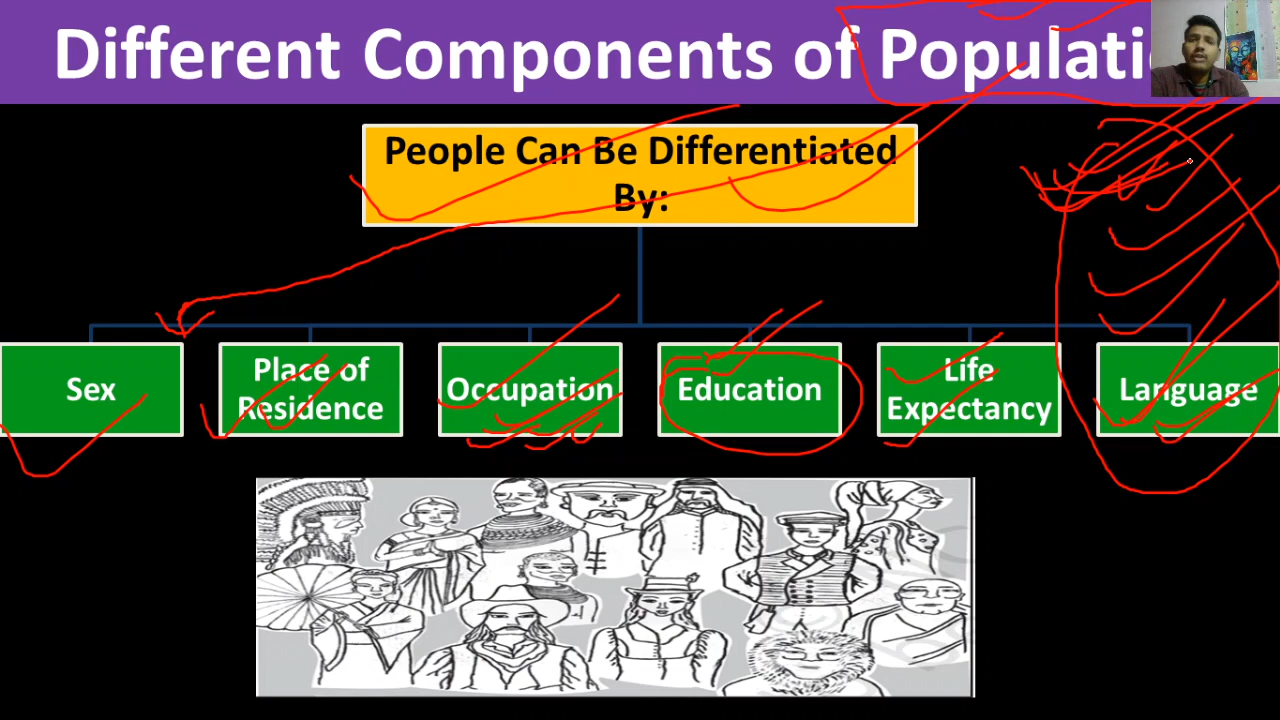 Different Components of Populati
People Can Be Differentiated
By:
Sex
Place of
Residence
Occupation
Education
Life
Expectancy
Language